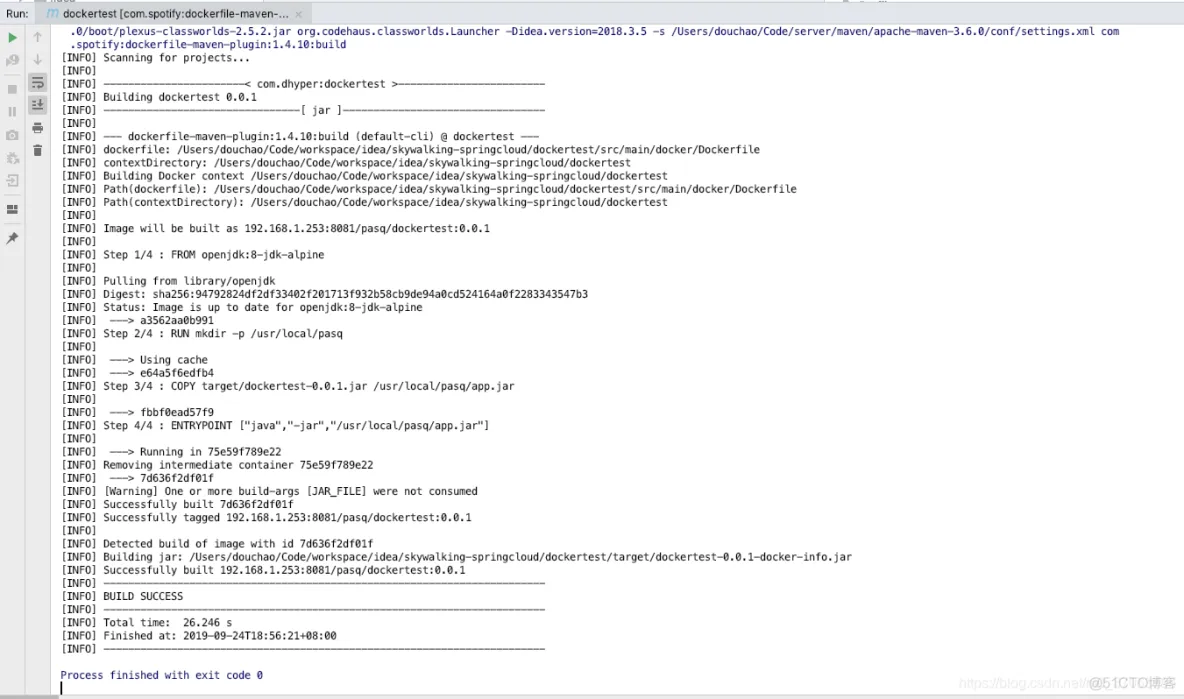 Run: dockertest [com.spotify:dockerfile-maven-...
.0/boot/plexus-classworlds-2.5.2.jar org.codehaus.classworlds.Launcher -Didea.version=2018.3.5 -s /Users/douchao/Code/server/maven/apache-maven-3.6.0/conf/settings.xml com
.spotify:dockerfile-maven-plugin:1.4.10:build
[INFO] Scanning for projects...
[INFO]
[INFO] -----------------------< com.dhyper:dockertest >------------------------
[INFO] Building dockertest 0.0.1
[INFO] --------------------------------[ jar ]---------------------------------
[INFO]
[INFO] --- dockerfile-maven-plugin:1.4.10:build (default-cli) @ dockertest ---
[INFO] dockerfile: /Users/douchao/Code/workspace/idea/skywalking-springcloud/dockertest/src/main/docker/Dockerfile
[INFO] contextDirectory: /Users/douchao/Code/workspace/idea/skywalking-springcloud/dockertest
[INFO] Building Docker context /Users/douchao/Code/workspace/idea/skywalking-springcloud/dockertest
[INFO] Path(dockerfile): /Users/douchao/Code/workspace/idea/skywalking-springcloud/dockertest/src/main/docker/Dockerfile
[INFO] Path(contextDirectory): /Users/douchao/Code/workspace/idea/skywalking-springcloud/dockertest
[INFO]
[INFO] Image will be built as 192.168.1.253:8081/pasq/dockertest:0.0.1
[INFO]
[INFO] Step 1/4 : FROM openjdk:8-jdk-alpine
[INFO]
[INFO] Pulling from library/openjdk
[INFO] Digest: sha256:94792824df2df33402f201713f932b58cb9de94a0cd524164a0f2283343547b3
[INFO] Status: Image is up to date for openjdk:8-jdk-alpine
[INFO]  ---> a3562aa0b991
[INFO] Step 2/4 : RUN mkdir -p /usr/local/pasq
[INFO]
[INFO]  ---> Using cache
[INFO]  ---> e64a5f6edfb4
[INFO] Step 3/4 : COPY target/dockertest-0.0.1.jar /usr/local/pasq/app.jar
[INFO]
[INFO]  ---> fbbf0ead57f9
[INFO] Step 4/4 : ENTRYPOINT ["java","-jar","/usr/local/pasq/app.jar"]
[INFO]
[INFO]  ---> Running in 75e59f789e22
[INFO] Removing intermediate container 75e59f789e22
[INFO]  ---> 7d636f2df01f
[INFO] [Warning] One or more build-args [JAR_FILE] were not consumed
[INFO] Successfully built 7d636f2df01f
[INFO] Successfully tagged 192.168.1.253:8081/pasq/dockertest:0.0.1
[INFO]
[INFO] Detected build of image with id 7d636f2df01f
[INFO] Building jar: /Users/douchao/Code/workspace/idea/skywalking-springcloud/dockertest/target/dockertest-0.0.1-docker-info.jar
[INFO] Successfully built 192.168.1.253:8081/pasq/dockertest:0.0.1
[INFO] ------------------------------------------------------------------------
[INFO] BUILD SUCCESS
[INFO] ------------------------------------------------------------------------
[INFO] Total time:  26.246 s
[INFO] Finished at: 2019-09-24T18:56:21+08:00
[INFO] ------------------------------------------------------------------------
Process finished with exit code 0
https://blog.csdn.net/ @51CTO博客